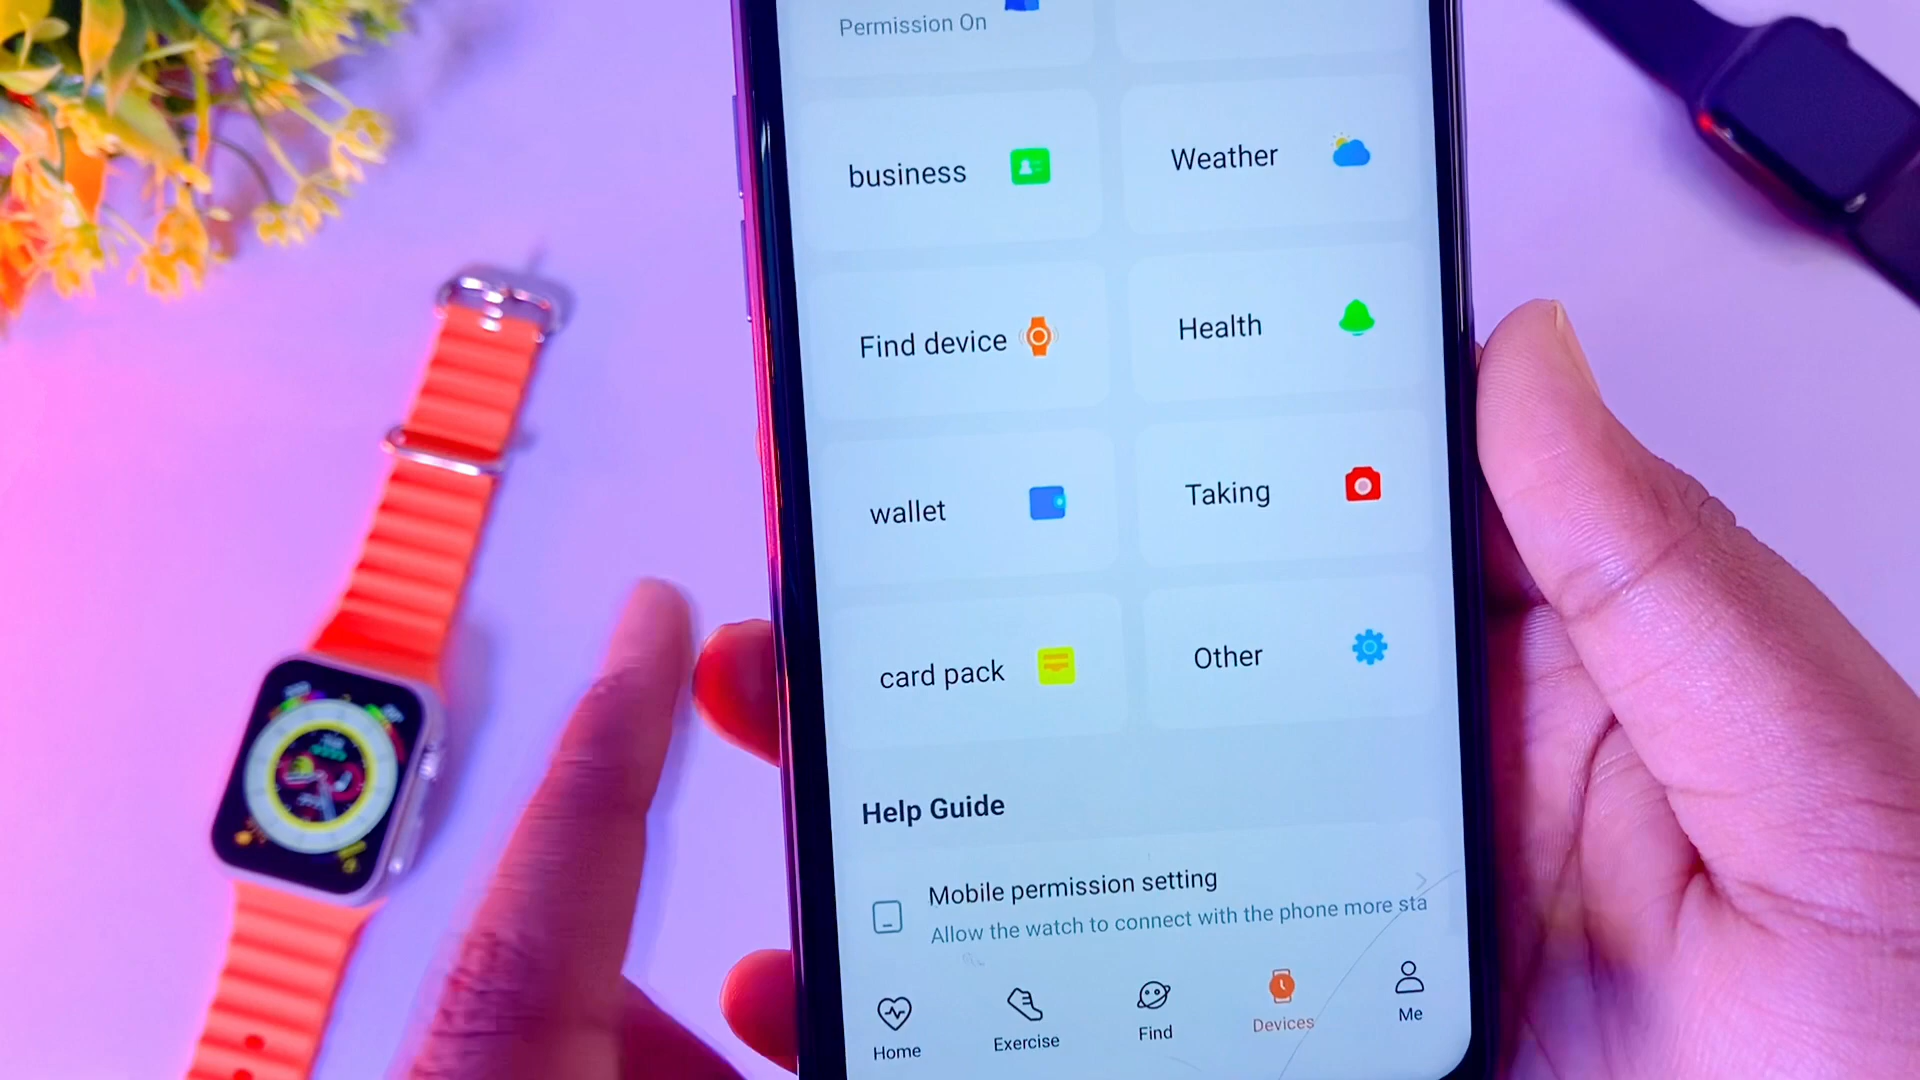 Permission On
business
Weather
Find device
Health
wallet
Taking
card pack
Other
Help Guide
Mobile permission setting
Allow the watch to connect with the phone more sta
Home
Exercise
Find
Devices
Me